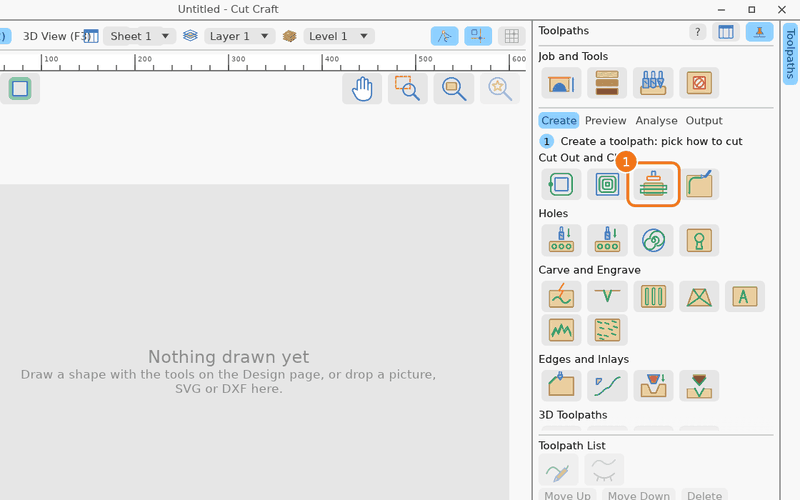 Untitled - Cut Craft
3D View (F3)
Sheet 1
Layer 1
Level 1
100
200
300
400
500
600
Nothing drawn yet
Draw a shape with the tools on the Design page, or drop a picture,
SVG or DXF here.
Toolpaths
?
Toolpaths
Job and Tools
Create Preview Analyse Output
1 Create a toolpath: pick how to cut
Cut Out and C
1
Holes
Carve and Engrave
A
Edges and Inlays
3D Toolpaths
Toolpath List
Move Up Move Down Delete